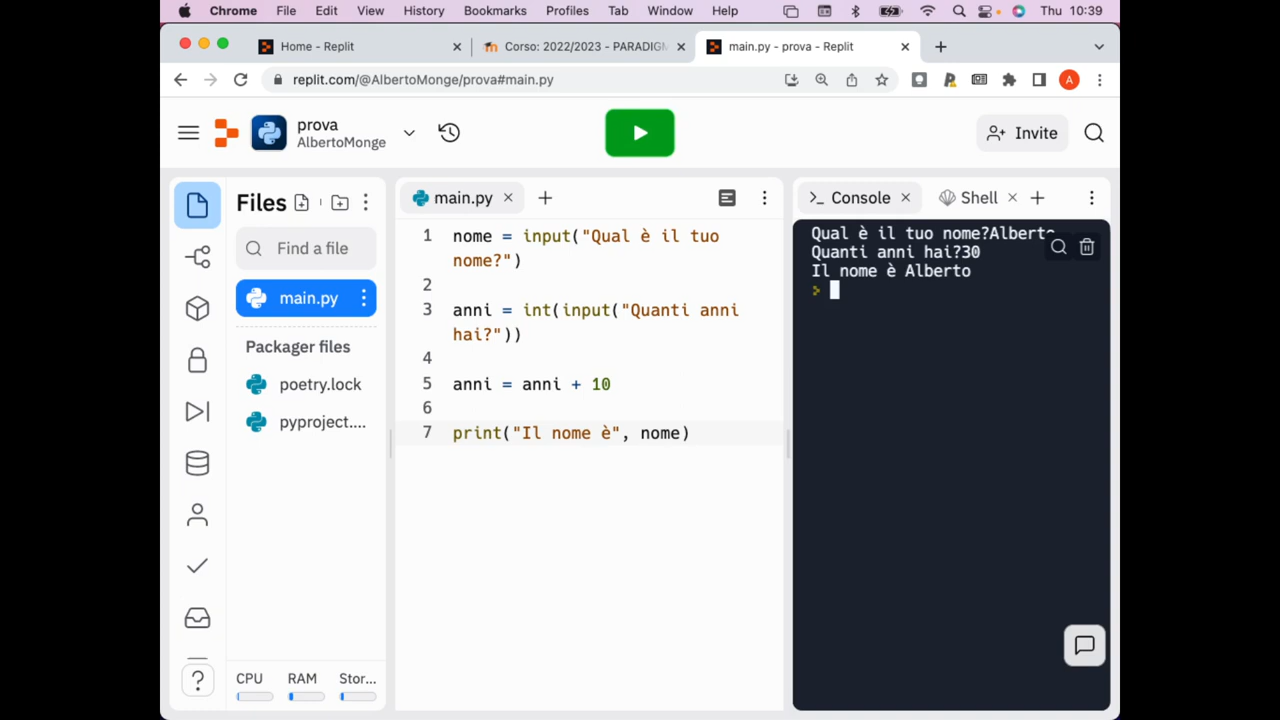 Chrome File Edit View History Bookmarks Profiles Tab Window Help Thu 10:39
Home - Replit Corso: 2022/2023 - PARADIGM main.py - prova - Replit
replit.com/@AlbertoMonge/prova#main.py A
prova
AlbertoMonge
Invite
Files
main.py
Console
Shell
Find a file
main.py
Packager files
poetry.lock
pyproject....
CPU RAM Stor...
?
1 nome = input("Qual è il tuo
nome?")
2
3 anni = int(input("Quanti anni
hai?"))
4
5 anni = anni + 10
6
7 print("Il nome è", nome)
Qual è il tuo nome?Alberto
Quanti anni hai?30
Il nome è Alberto